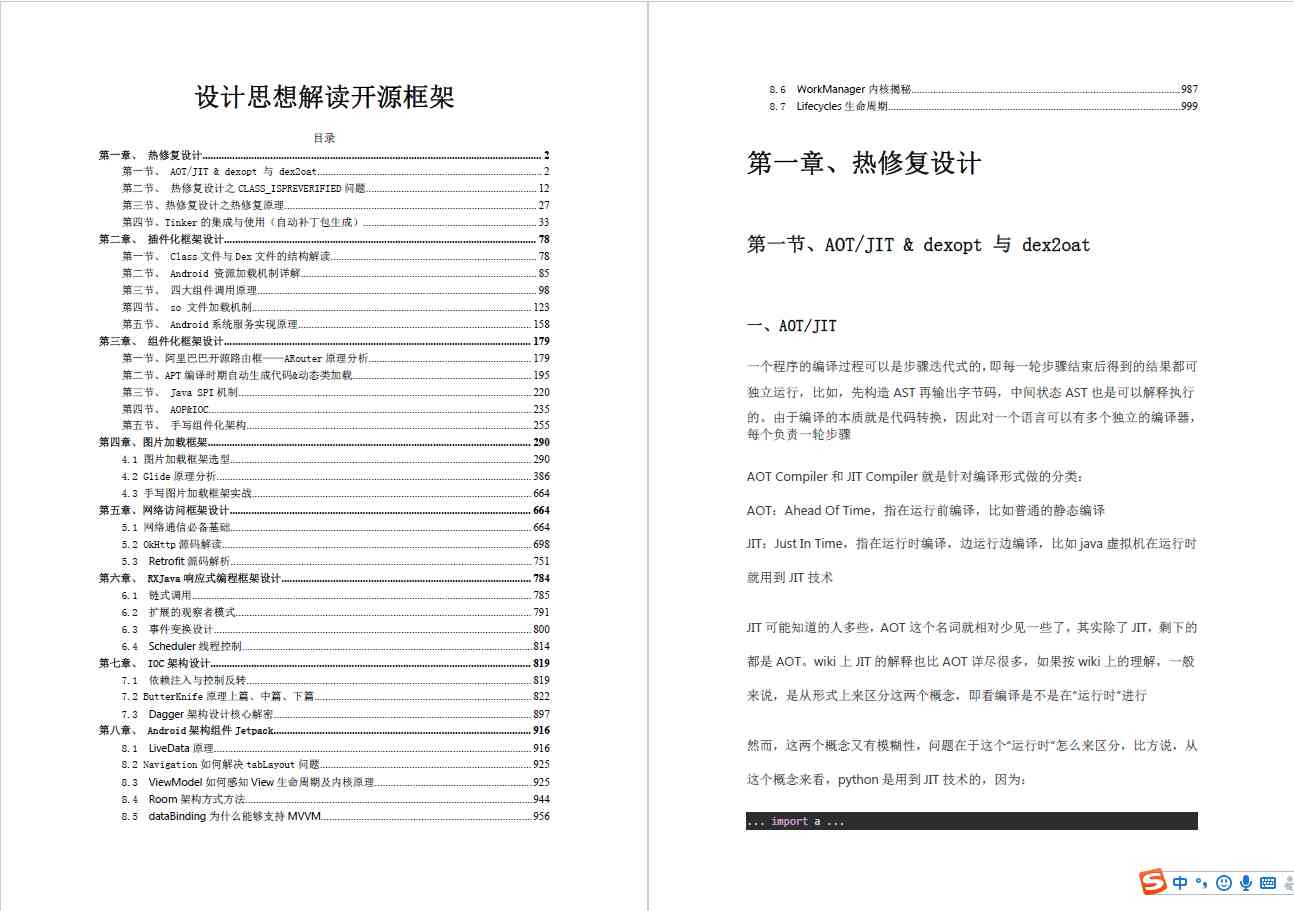 设计思想解读开源框架
目录
第一章、 热修复设计 2
第一节、 AOT/JIT & dexopt 与 dex2oat 2
第二节、 热修复设计之 CLASS_ISPREVERIFIED 问题 12
第三节、热修复设计之热修复原理 27
第四节、Tinker 的集成与使用（自动补丁包生成） 33
第二章、 插件化框架设计 78
第一节、 Class 文件与 Dex 文件的结构解读 78
第二节、 Android 资源加载机制详解 85
第三节、 四大组件调用原理 98
第四节、 so 文件加载机制 123
第五节、 Android 系统服务实现原理 158
第三章、 组件化框架设计 179
第一节、阿里巴巴开源路由框——ARouter 原理分析 179
第二节、APT 编译时期自动生成代码&动态类加载 195
第三节、 Java SPI 机制 220
第四节、 AOP&IOC 235
第五节、 手写组件化架构 255
第四章、图片加载框架 290
4.1 图片加载框架选型 290
4.2 Glide 原理分析 386
4.3 手写图片加载框架实战 664
第五章、网络访问框架设计 664
5.1 网络通信必备基础 664
5.2 OkHttp 源码解读 698
5.3 Retrofit 源码解析 751
第六章、 RXJava 响应式编程框架设计 784
6.1 链式调用 785
6.2 扩展的观察者模式 791
6.3 事件变换设计 800
6.4 Scheduler 线程控制 814
第七章、 IOC 架构设计 819
7.1 依赖注入与控制反转 819
7.2 ButterKnife 原理上篇、中篇、下篇 822
7.3 Dagger 架构设计核心解密 897
第八章、 Android 架构组件 Jetpack 916
8.1 LiveData 原理 916
8.2 Navigation 如何解决 tabLayout 问题 925
8.3 ViewModel 如何感知 View 生命周期及内核原理 925
8.4 Room 架构方式方法 944
8.5 dataBinding 为什么能够支持 MVVM 956
8.6 WorkManager 内核揭秘 987
8.7 Lifecycles 生命周期 999
第一章、热修复设计
第一节、AOT/JIT & dexopt 与 dex2oat
一、AOT/JIT
一个程序的编译过程可以是步骤迭代式的，即每一轮步骤结束后得到的结果都可
独立运行，比如，先构造 AST 再输出字节码，中间状态 AST 也是可以解释执行
的。由于编译的本质就是代码转换，因此对一个语言可以有多个独立的编译器，
每个负责一轮步骤
AOT Compiler 和 JIT Compiler 就是针对编译形式做的分类：
AOT：Ahead Of Time，指在运行前编译，比如普通的静态编译
JIT：Just In Time，指在运行时编译，边运行边编译，比如 java 虚拟机在运行时
就用到 JIT 技术
JIT 可能知道的人多些，AOT 这个名词就相对少见一些了，其实除了 JIT，剩下的
都是 AOT。wiki 上 JIT 的解释也比 AOT 详尽很多，如果按 wiki 上的理解，一般
来说，是从形式上来区分这两个概念，即看编译是不是在“运行时”进行
然而，这两个概念又有模糊性，问题在于这个“运行时”怎么来区分，比方说，从
这个概念来看，python 是用到 JIT 技术的，因为：
... import a ...
S 中